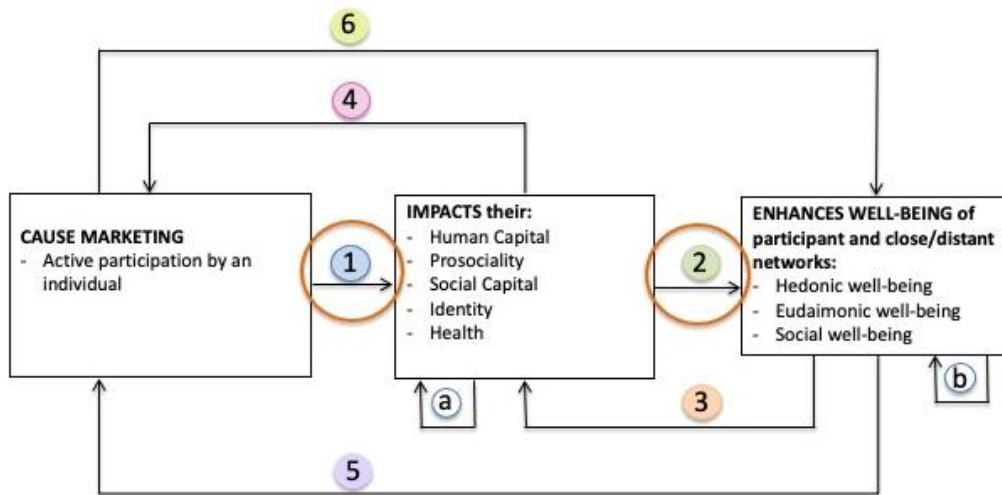 6
4
CAUSE MARKETING
- Active participation by an
individual
1
IMPACTS their:
- Human Capital
- Prosociality
- Social Capital
- Identity
- Health
2
ENHANCES WELL-BEING of
participant and close/distant
networks:
- Hedonic well-being
- Eudaimonic well-being
- Social well-being
a
b
3
5